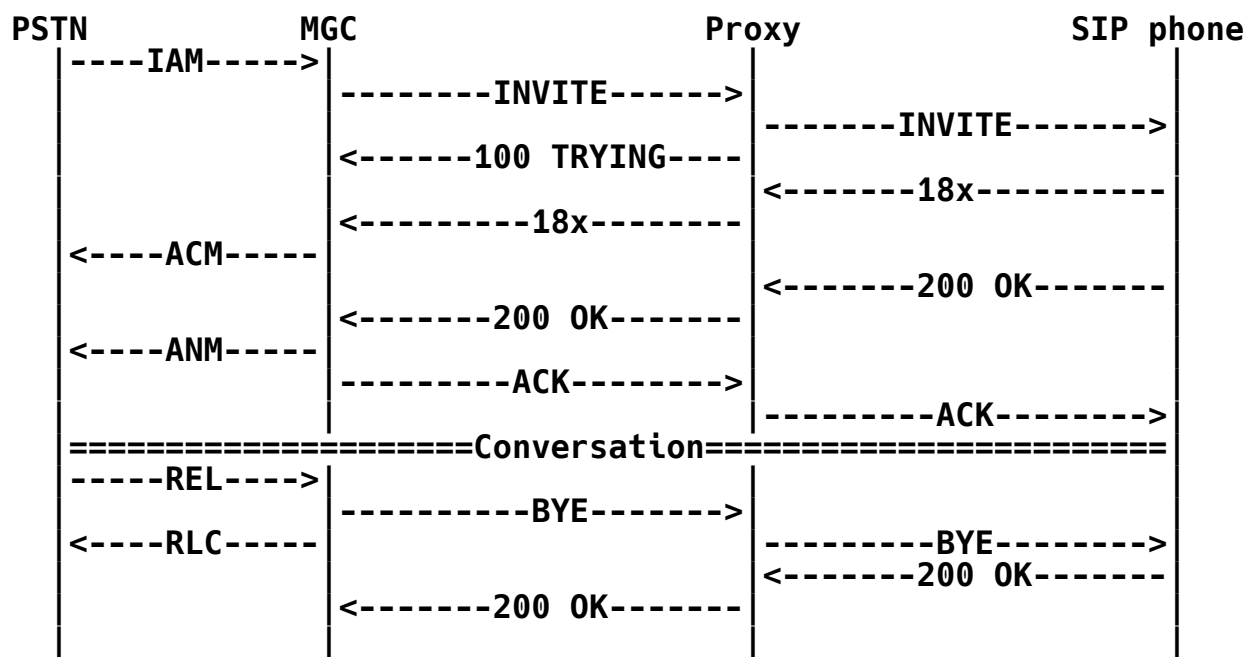 PSTN MGC Proxy SIP phone
|----IAM----->|
|--------INVITE------>|
|-------INVITE------->|
|<------100 TRYING----|
|<-------18x----------|
|<---------18x--------|
|<----ACM-----|
|<-------200 OK-------|
|<-------200 OK-------|
|<----ANM-----|
|---------ACK-------->|
|---------ACK-------->|
|=====================Conversation========================|
|-----REL---->|
|----------BYE------->|
|<----RLC-----| |---------BYE-------->|
|<-------200 OK-------|
|<-------200 OK-------|